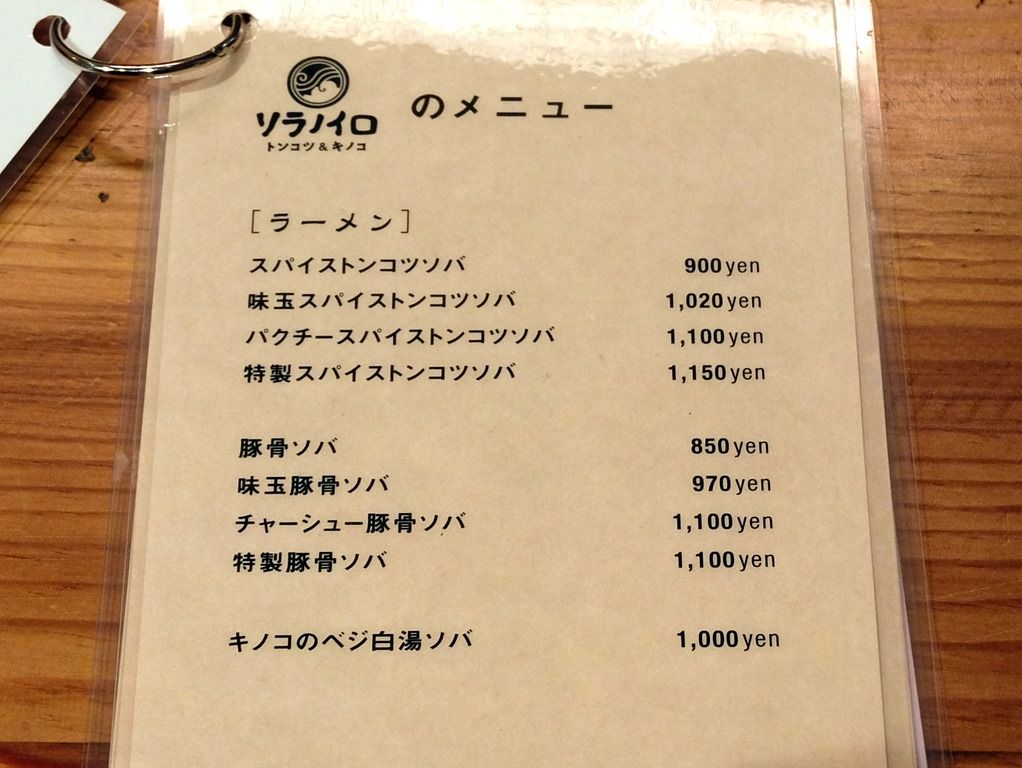 ソラノイロ のメニュー
トンコツ&キノコ
[ラーメン]
スパイストンコツソバ 900yen
味玉スパイストンコツソバ 1,020yen
パクチースパイストンコツソバ 1,100yen
特製スパイストンコツソバ 1,150yen
豚骨ソバ 850yen
味玉豚骨ソバ 970yen
チャーシュー豚骨ソバ 1,100yen
特製豚骨ソバ 1,100yen
キノコのベジ白湯ソバ 1,000yen